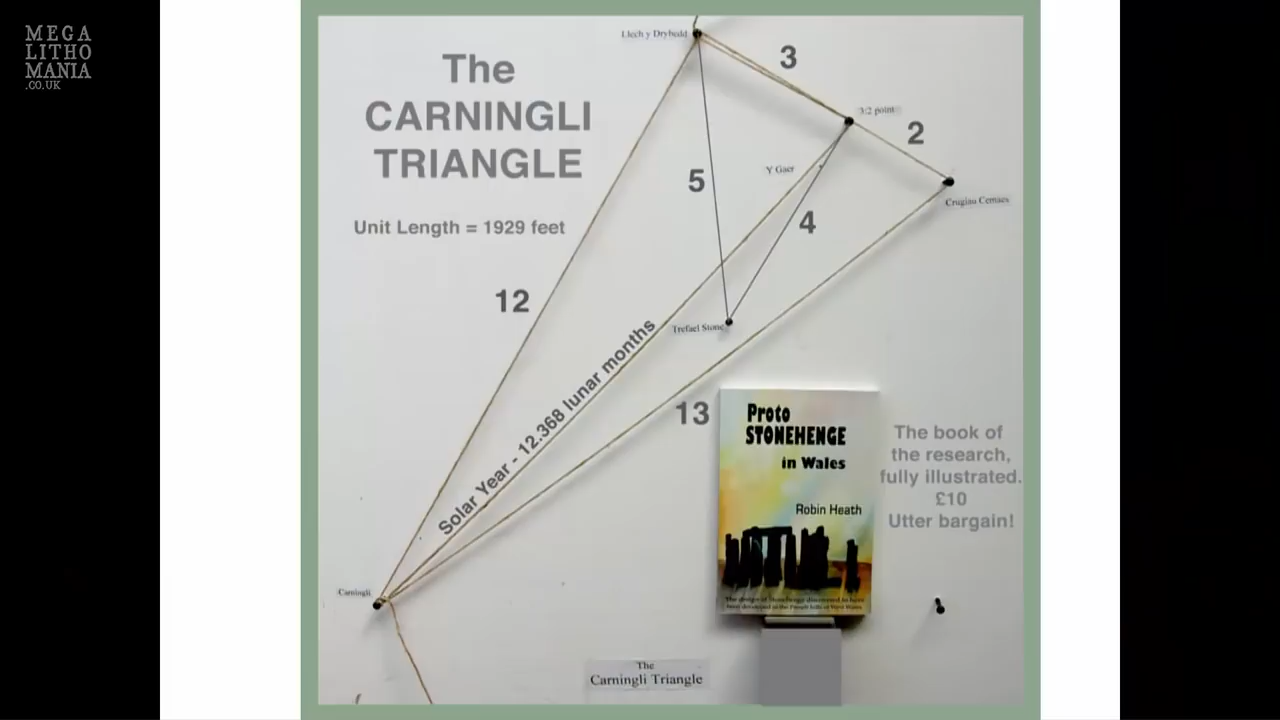 MEGA
LITHO
MANIA
.CO.UK
The
CARNINGLI
TRIANGLE
Unit Length = 1929 feet
Llech y Drybedd
3
3:2 point
2
5
Y Gaer
4
Crugiau Cemaes
12
Trefael Stone
Solar Year - 12.368 lunar months
13
Proto
STONEHENGE
in Wales
Robin Heath
The book of
the research,
fully illustrated.
£10
Utter bargain!
Carningli
The
Carningli Triangle